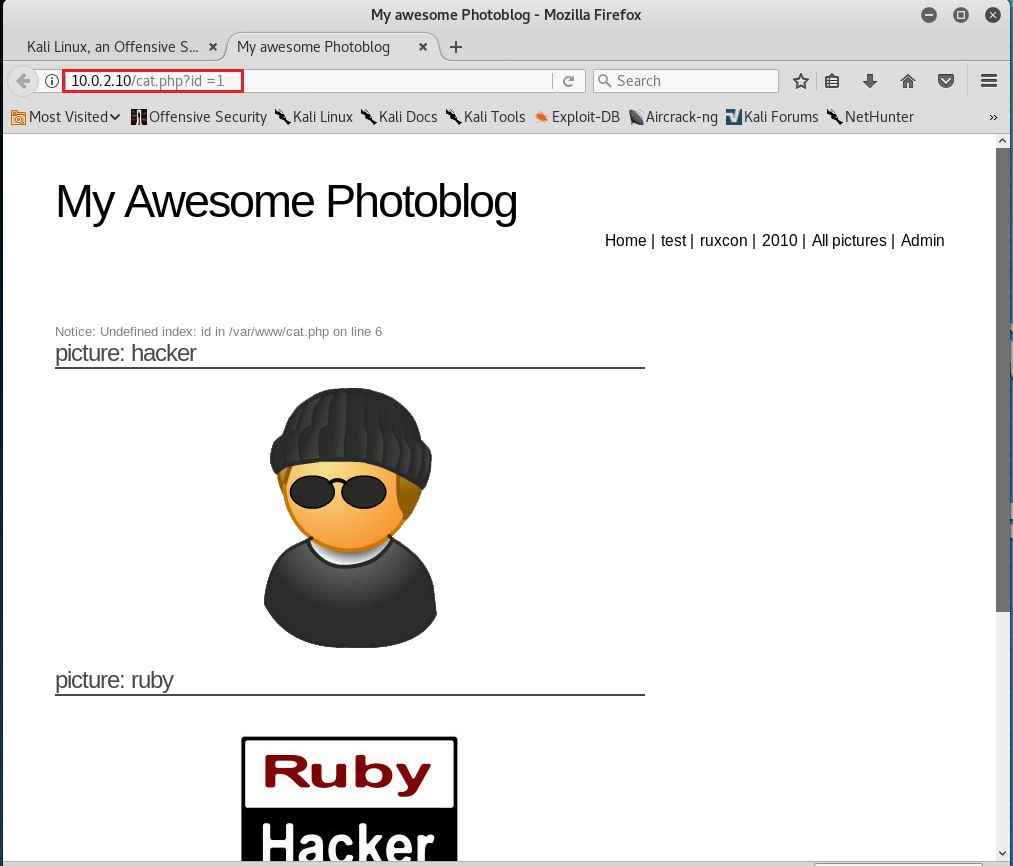 My awesome Photoblog - Mozilla Firefox
Kali Linux, an Offensive S...
My awesome Photoblog
10.0.2.10/cat.php?id =1
Search
Most Visited
Offensive Security
Kali Linux
Kali Docs
Kali Tools
Exploit-DB
Aircrack-ng
Kali Forums
NetHunter
»
My Awesome Photoblog
Home | test | ruxcon | 2010 | All pictures | Admin
Notice: Undefined index: id in /var/www/cat.php on line 6
picture: hacker
picture: ruby
Ruby
Hacker